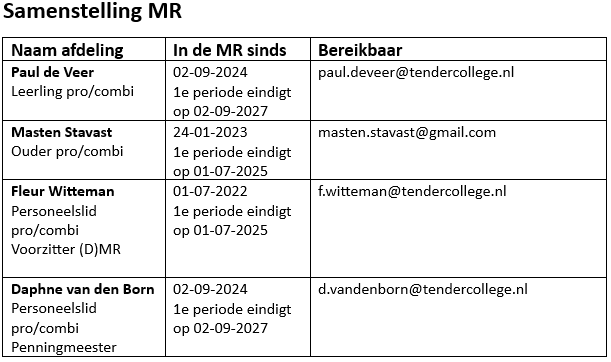 Samenstelling MR
Naam afdeling In de MR sinds Bereikbaar
Paul de Veer 02-09-2024 paul.deveer@tendercollege.nl
Leerling pro/combi 1e periode eindigt
op 02-09-2027
Masten Stavast 24-01-2023 masten.stavast@gmail.com
Ouder pro/combi 1e periode eindigt
op 01-07-2025
Fleur Witteman 01-07-2022 f.witteman@tendercollege.nl
Personeelslid 1e periode eindigt
pro/combi op 01-07-2025
Voorzitter (D)MR
Daphne van den Born 02-09-2024 d.vandenborn@tendercollege.nl
Personeelslid 1e periode eindigt
pro/combi op 02-09-2027
Penningmeester